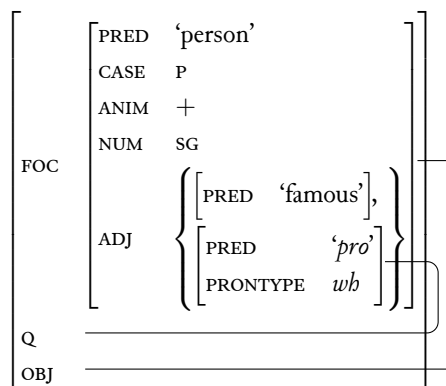 PRED ‘person’
CASE P
ANIM +
NUM SG
FOC
[PRED ‘famous’],
ADJ
PRED ‘pro’
PRONTYPE wh
Q
OBJ